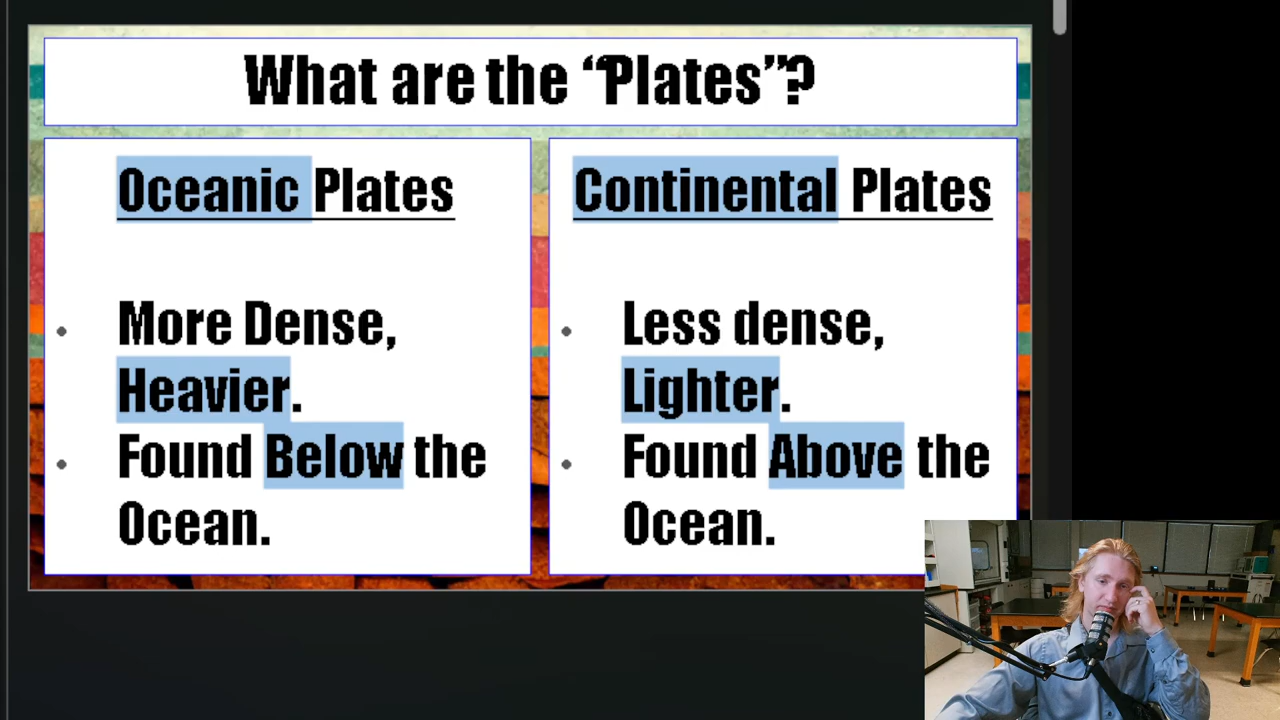 What are the “Plates”?
Oceanic Plates
More Dense,
Heavier.
Found Below the
Ocean.
Continental Plates
Less dense,
Lighter.
Found Above the
Ocean.